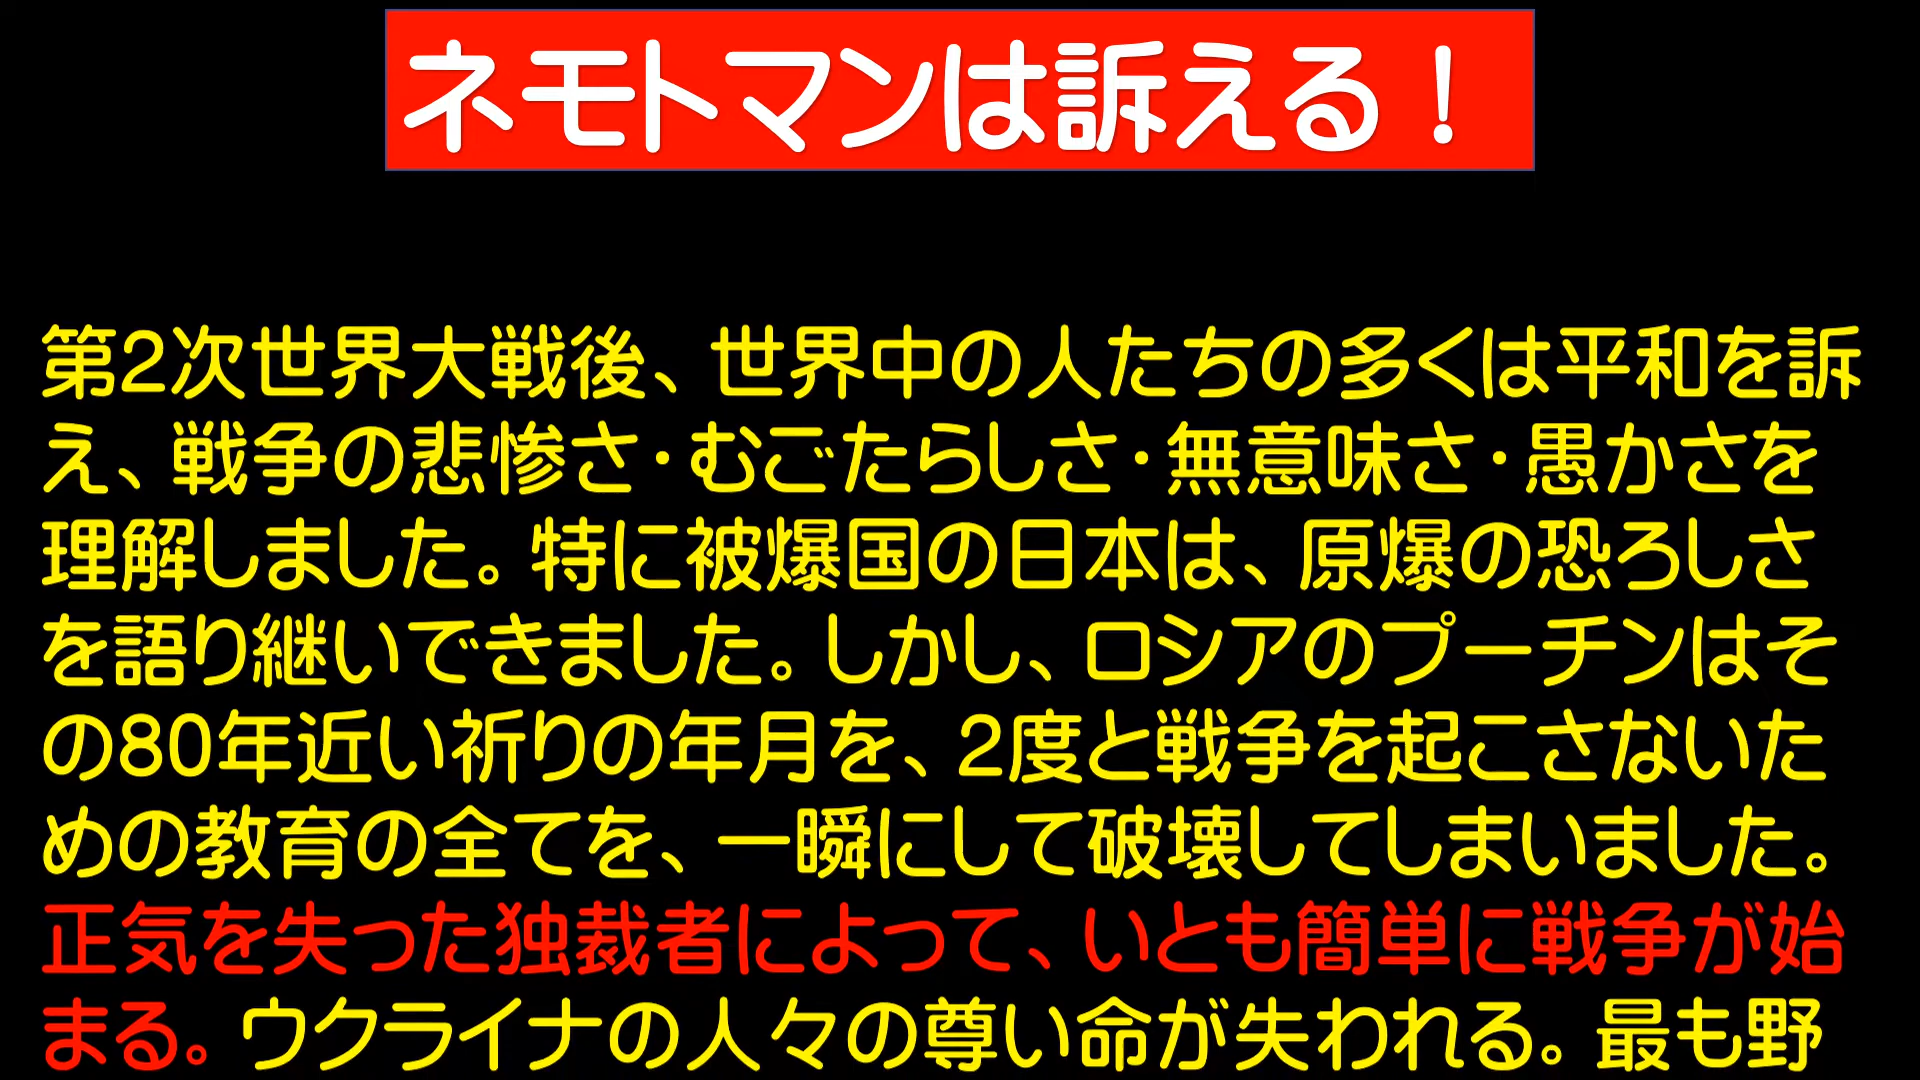 ネモトマンは訴える！
第2次世界大戦後、世界中の人たちの多くは平和を訴
え、戦争の悲惨さ・むごたらしさ・無意味さ・愚かさを
理解しました。特に被爆国の日本は、原爆の恐ろしさ
を語り継いできました。しかし、ロシアのプーチンはそ
の80年近い祈りの年月を、2度と戦争を起こさないた
めの教育の全てを、一瞬にして破壊してしまいました。
正気を失った独裁者によって、いとも簡単に戦争が始
まる。ウクライナの人々の尊い命が失われる。最も野